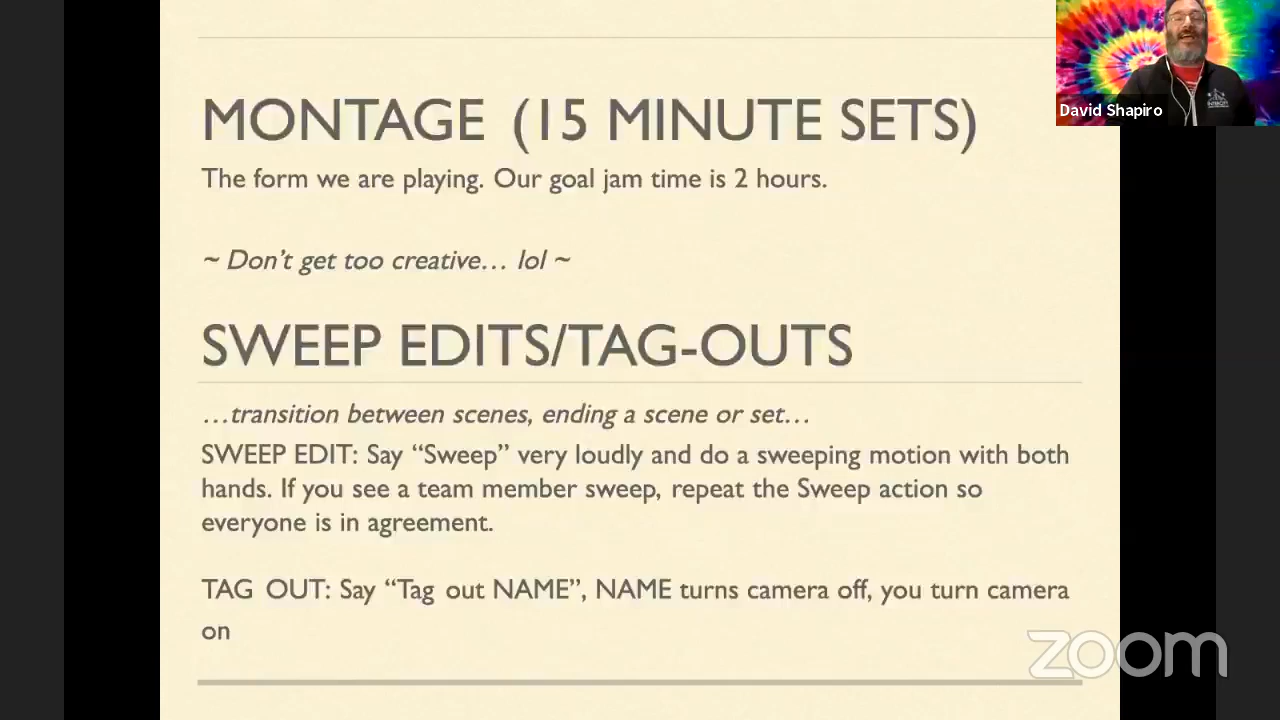 MONTAGE (15 MINUTE SETS)
The form we are playing. Our goal jam time is 2 hours.
~ Don’t get too creative… lol ~
SWEEP EDITS/TAG-OUTS
…transition between scenes, ending a scene or set…
SWEEP EDIT: Say “Sweep” very loudly and do a sweeping motion with both
hands. If you see a team member sweep, repeat the Sweep action so
everyone is in agreement.
TAG OUT: Say “Tag out NAME”, NAME turns camera off, you turn camera
on
David Shapiro
zoom